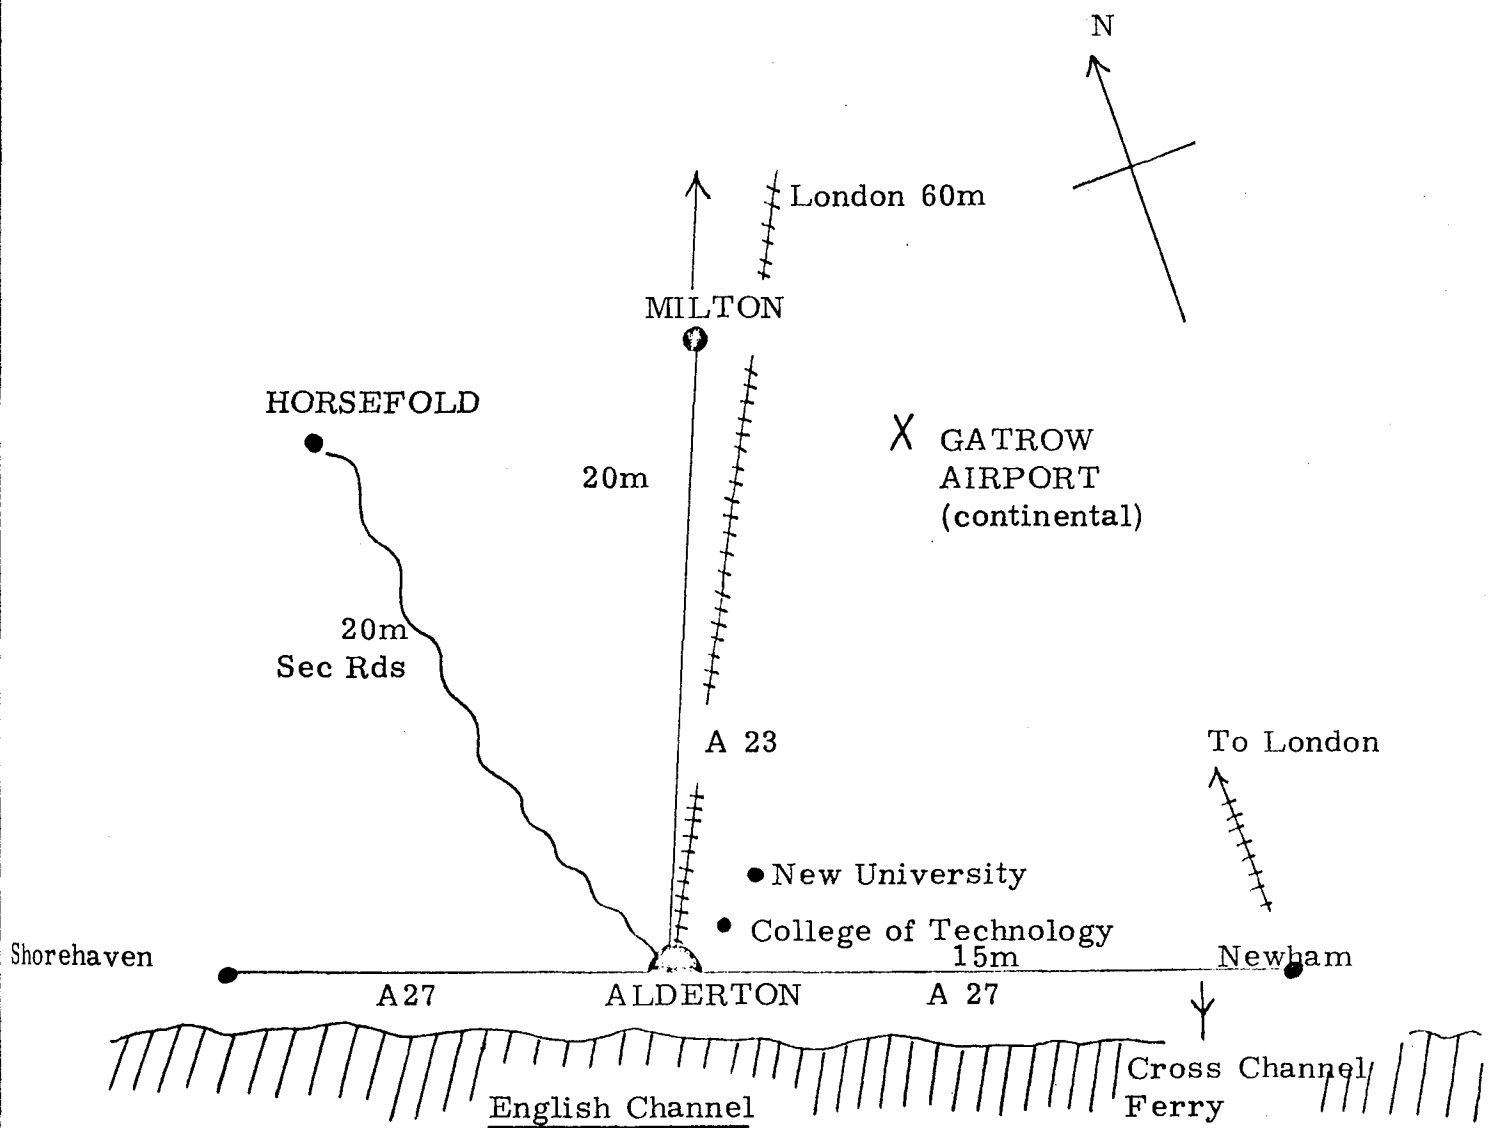 N
London 60m
MILTON
HORSEFOLD
20m
GATROW
AIRPORT
(continental)
20m
Sec Rds
A 23
To London
New University
College of Technology
Shorehaven
15m
Newham
A27
ALDERTON
A 27
Cross Channel
Ferry
English Channel